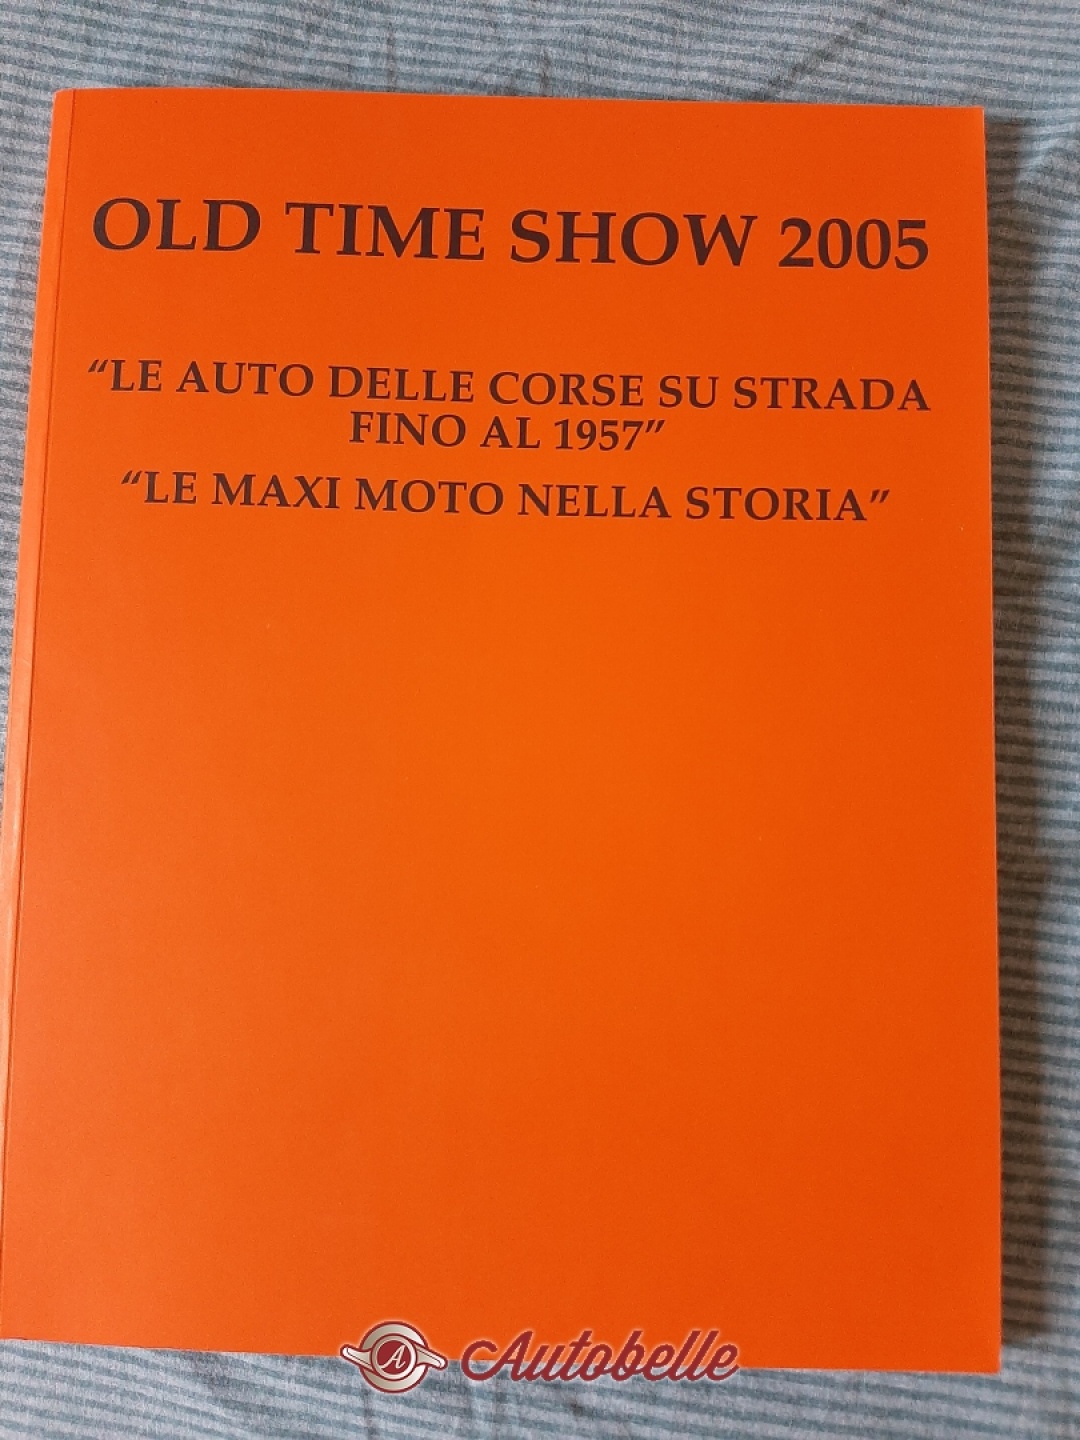 OLD TIME SHOW 2005
“LE AUTO DELLE CORSE SU STRADA
FINO AL 1957”
“LE MAXI MOTO NELLA STORIA”
A Autobelle